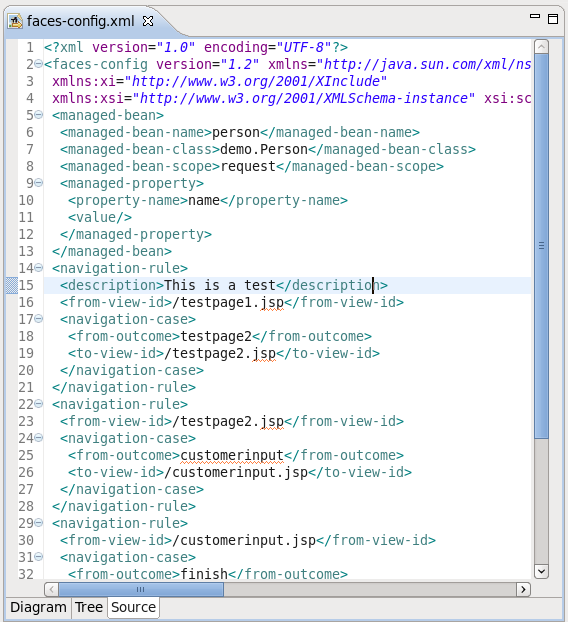 faces-config.xml
1 <?xml version="1.0" encoding="UTF-8"?>
2 <faces-config version="1.2" xmlns="http://java.sun.com/xml/ns
3 xmlns:xi="http://www.w3.org/2001/XInclude"
4 xmlns:xsi="http://www.w3.org/2001/XMLSchema-instance" xsi:sc
5 <managed-bean>
6 <managed-bean-name>person</managed-bean-name>
7 <managed-bean-class>demo.Person</managed-bean-class>
8 <managed-bean-scope>request</managed-bean-scope>
9 <managed-property>
10 <property-name>name</property-name>
11 <value/>
12 </managed-property>
13 </managed-bean>
14 <navigation-rule>
15 <description>This is a test</description>
16 <from-view-id>/testpage1.jsp</from-view-id>
17 <navigation-case>
18 <from-outcome>testpage2</from-outcome>
19 <to-view-id>/testpage2.jsp</to-view-id>
20 </navigation-case>
21 </navigation-rule>
22 <navigation-rule>
23 <from-view-id>/testpage2.jsp</from-view-id>
24 <navigation-case>
25 <from-outcome>customerinput</from-outcome>
26 <to-view-id>/customerinput.jsp</to-view-id>
27 </navigation-case>
28 </navigation-rule>
29 <navigation-rule>
30 <from-view-id>/customerinput.jsp</from-view-id>
31 <navigation-case>
32 <from-outcome>finish</from-outcome>
Diagram Tree Source